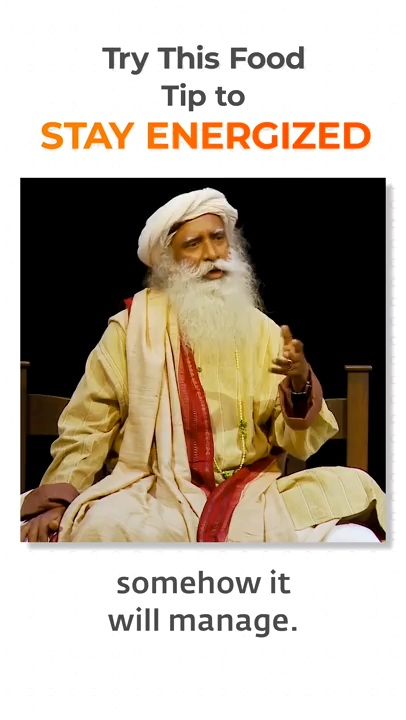 Try This Food
Tip to
STAY ENERGIZED
somehow it
will manage.